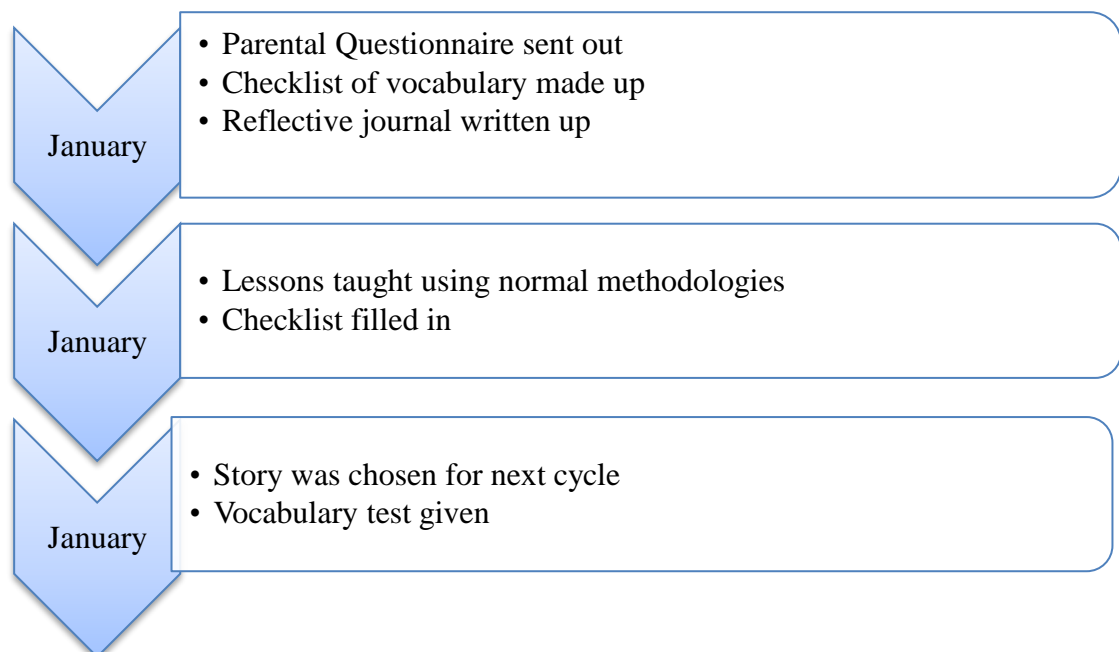 January
• Parental Questionnaire sent out
• Checklist of vocabulary made up
• Reflective journal written up
January
• Lessons taught using normal methodologies
• Checklist filled in
January
• Story was chosen for next cycle
• Vocabulary test given